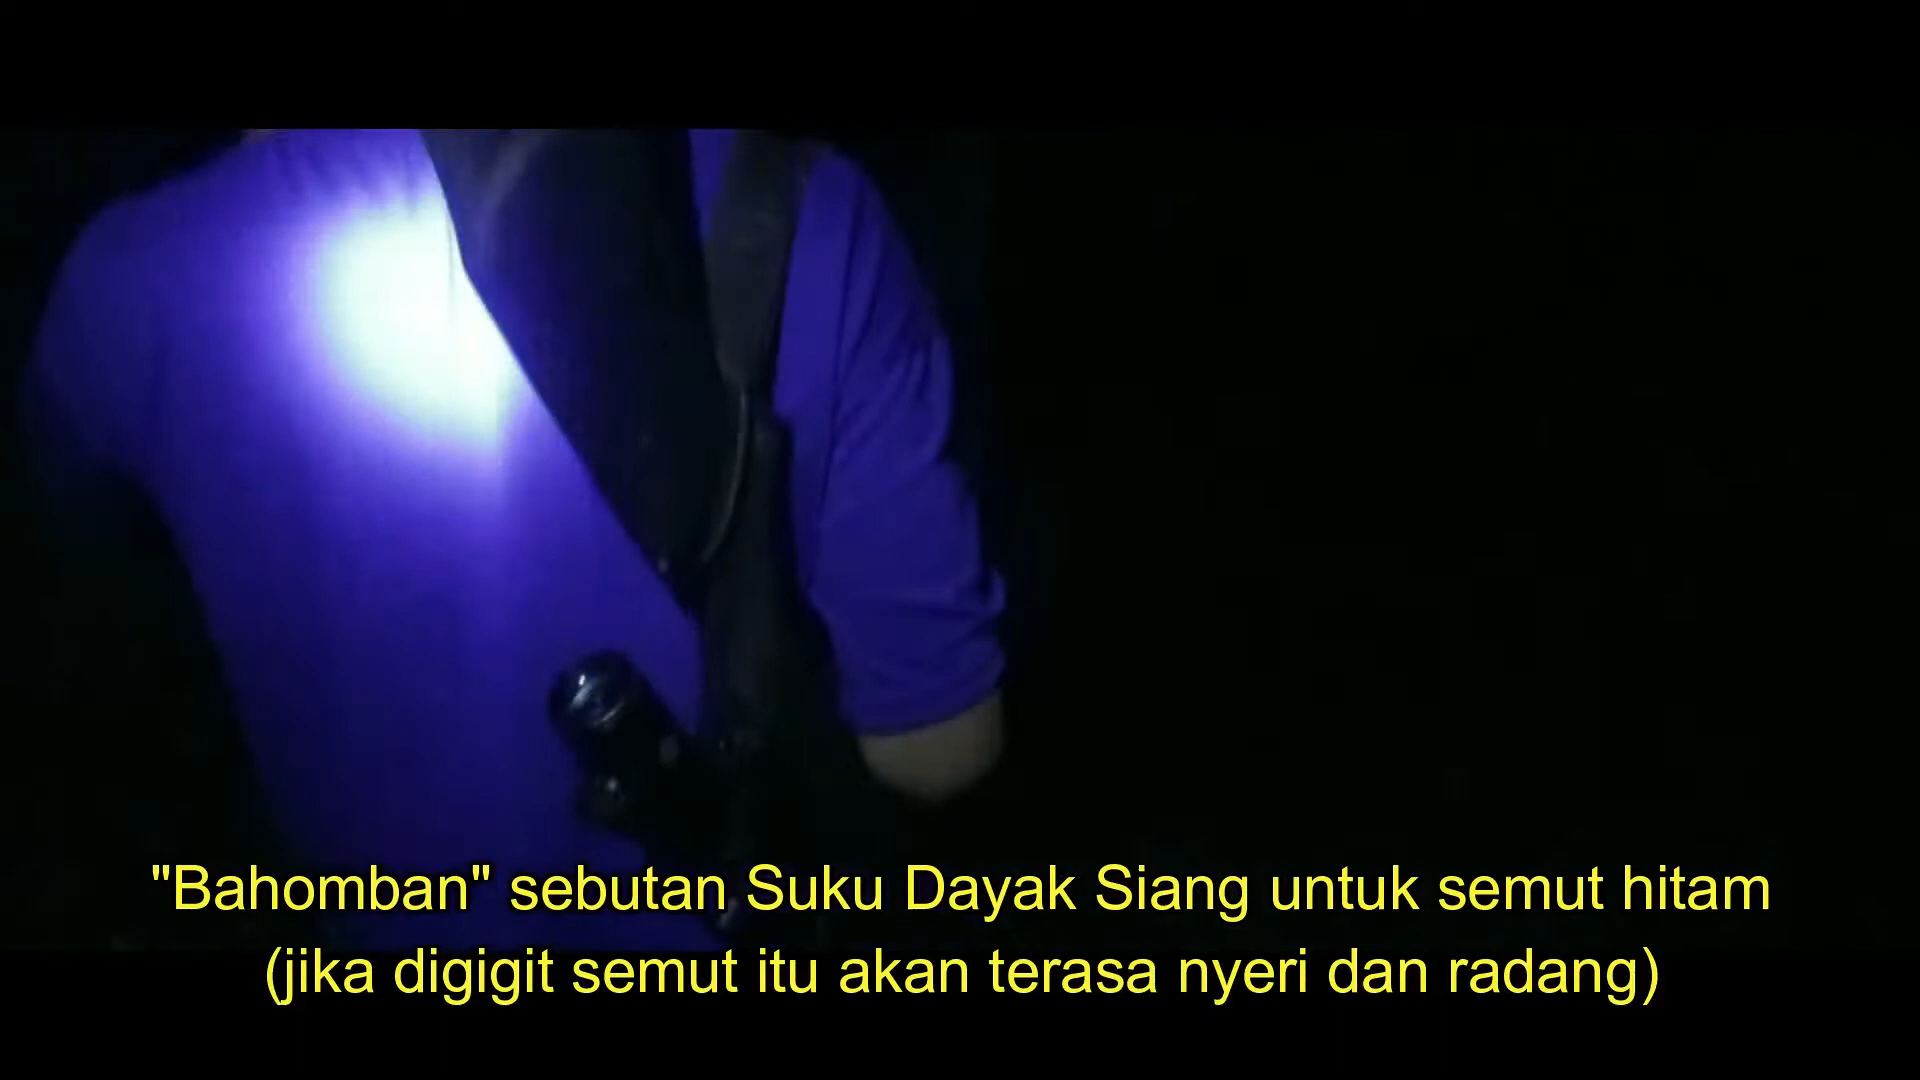 "Bahomban" sebutan Suku Dayak Siang untuk semut hitam
(jika digigit semut itu akan terasa nyeri dan radang)